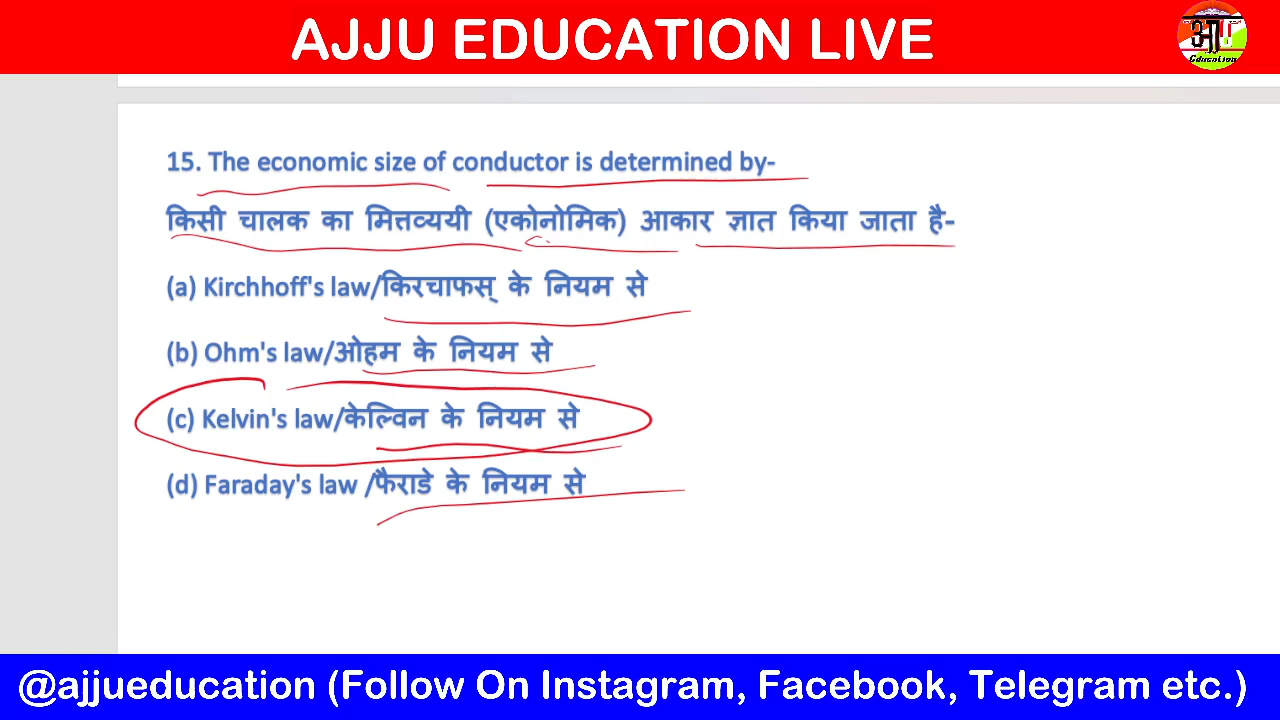 AJJU EDUCATION LIVE
आप
Education
15. The economic size of conductor is determined by-
किसी चालक का मित्तव्ययी (एकोनोमिक) आकार ज्ञात किया जाता है-
(a) Kirchhoff's law/किरचाफस् के नियम से
(b) Ohm's law/ओहम के नियम से
(c) Kelvin's law/केल्विन के नियम से
(d) Faraday's law /फैराडे के नियम से
@ajjueducation (Follow On Instagram, Facebook, Telegram etc.)